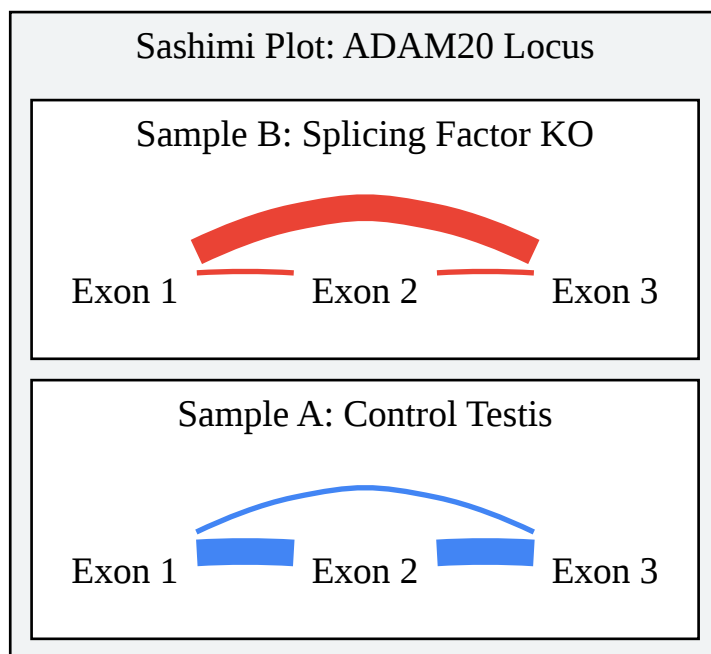 Sashimi Plot: ADAM20 Locus
Sample B: Splicing Factor KO
Exon 1 Exon 2 Exon 3
Sample A: Control Testis
Exon 1 Exon 2 Exon 3